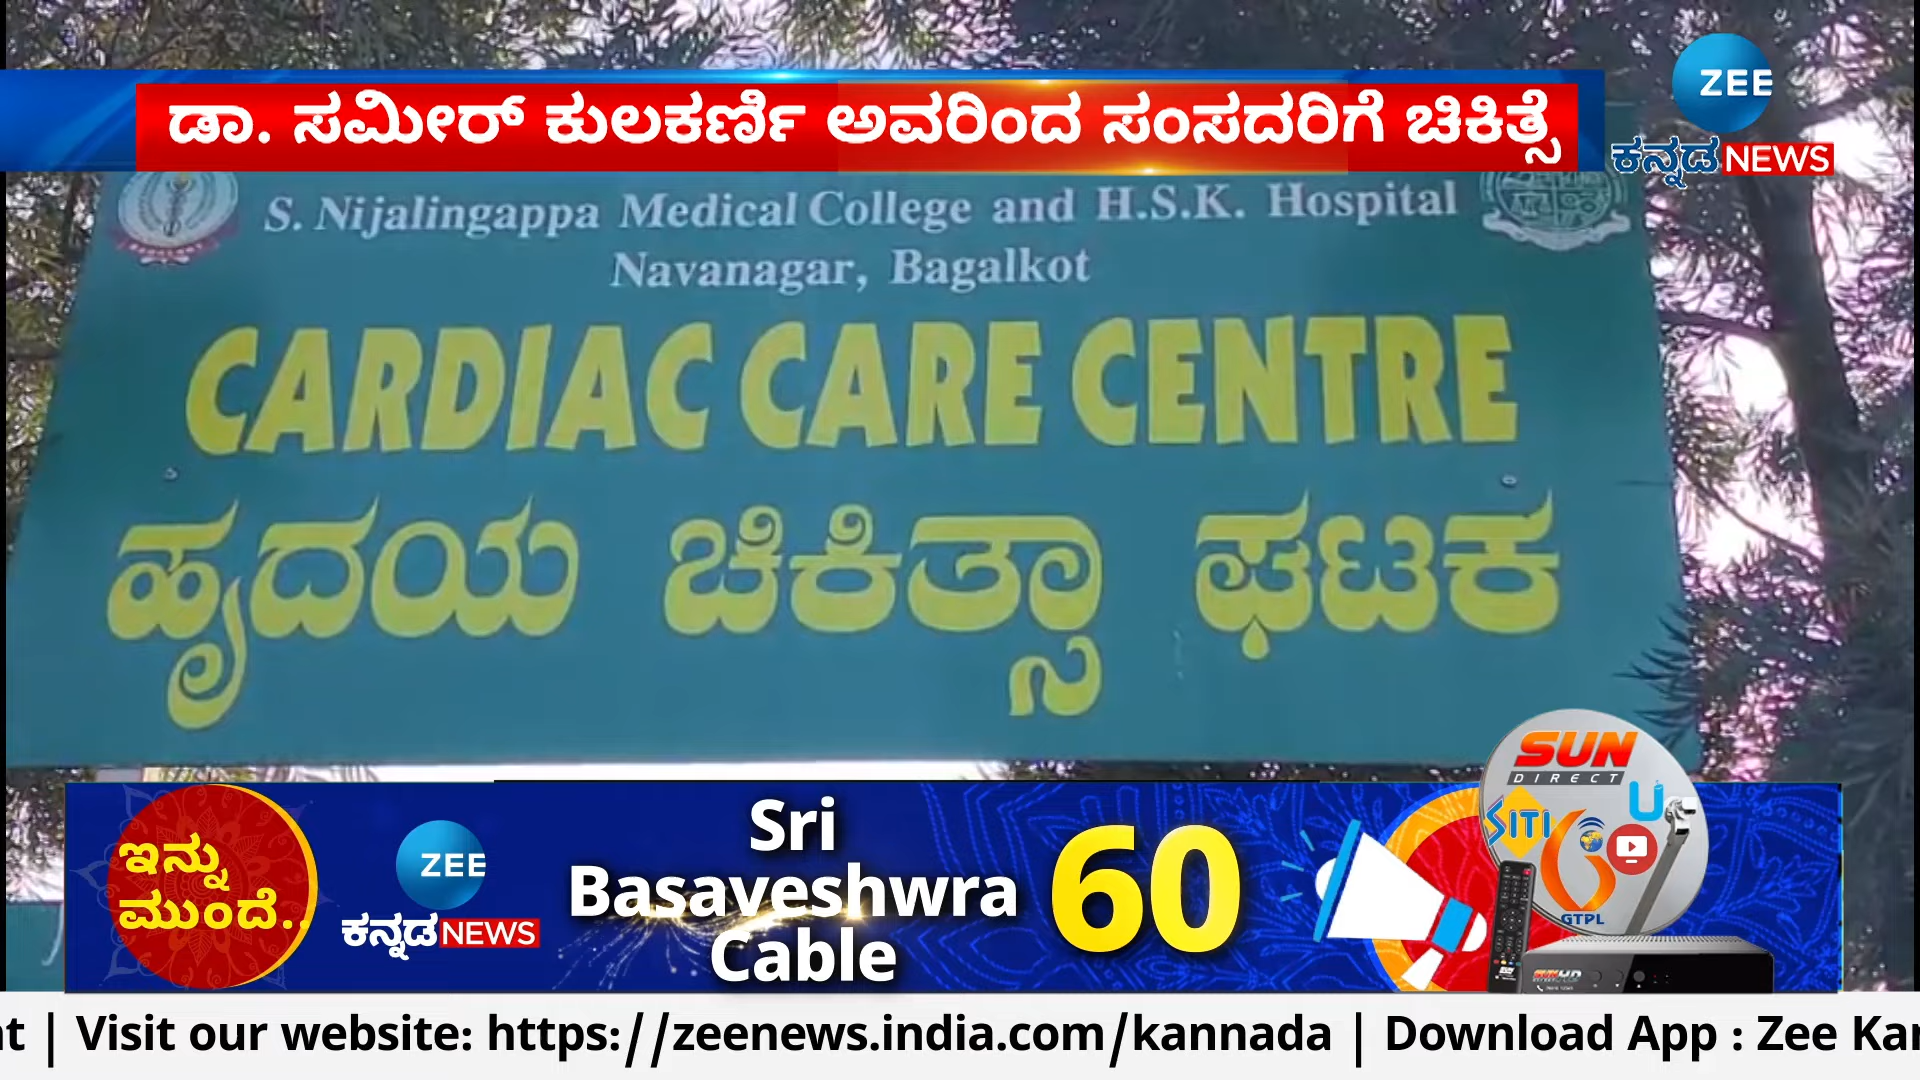 ಡಾ. ಸಮೀರ್ ಕುಲಕರ್ಣಿ ಅವರಿಂದ ಸಂಸದರಿಗೆ ಚಿಕಿತ್ಸೆ
ZEE
ಕನ್ನಡ NEWS
S. Nijalingappa Medical College and H.S.K. Hospital
Navanagar, Bagalkot
CARDIAC CARE CENTRE
ಹೃದಯ ಚಿಕಿತ್ಸಾ ಘಟಕ
ಇನ್ನು
ಮುಂದೆ..
ZEE
ಕನ್ನಡ NEWS
Sri
Basaveshwra
Cable
60
SUN
DIRECT
SITI
U
GTPL
nt | Visit our website: https://zeenews.india.com/kannada | Download App : Zee Kan